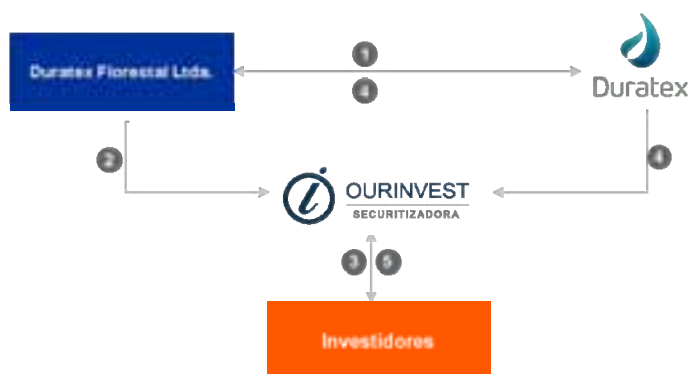 Duratex Florestal Ltda.
1
4
Duratex
2
4
i
OURINVEST
SECURITIZADORA
3
5
Investidores